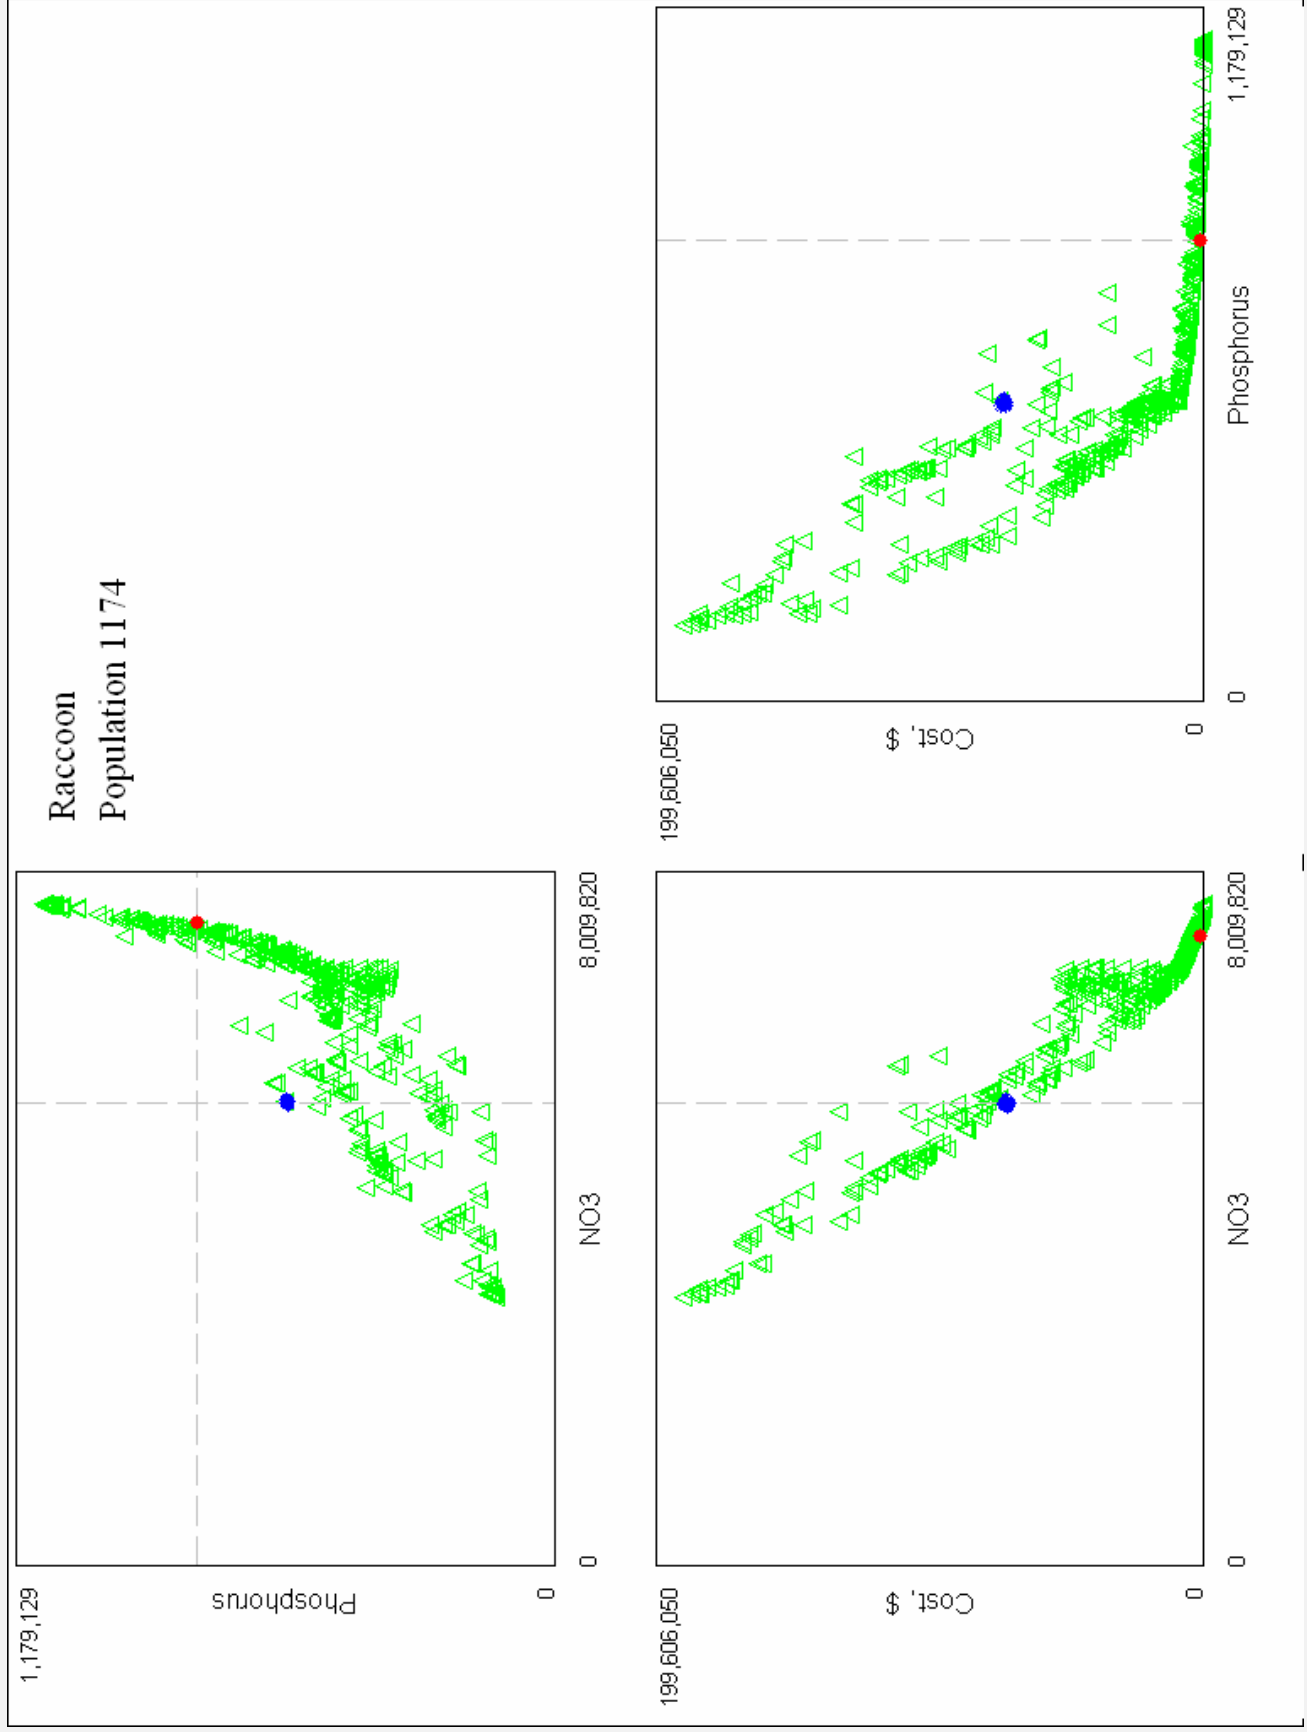 Raccoon
Population 1174
1,179,129
Phosphorus
0
0
NO3
8,009,820
199,606,050
Cost, $
0
0
NO3
8,009,820
199,606,050
Cost, $
0
0
Phosphorus
1,179,129